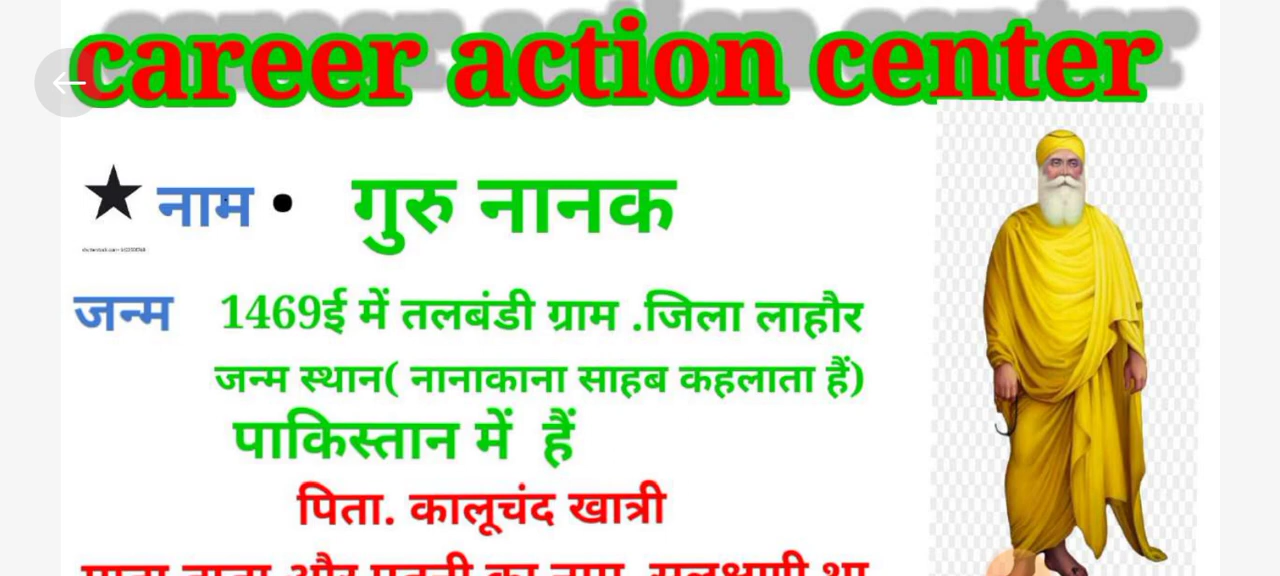 career action center
★ नाम • गुरु नानक
जन्म 1469ई में तलबंडी ग्राम .जिला लाहौर
जन्म स्थान( नानाकाना साहब कहलाता हैं)
पाकिस्तान में हैं
पिता. कालूचंद खात्री